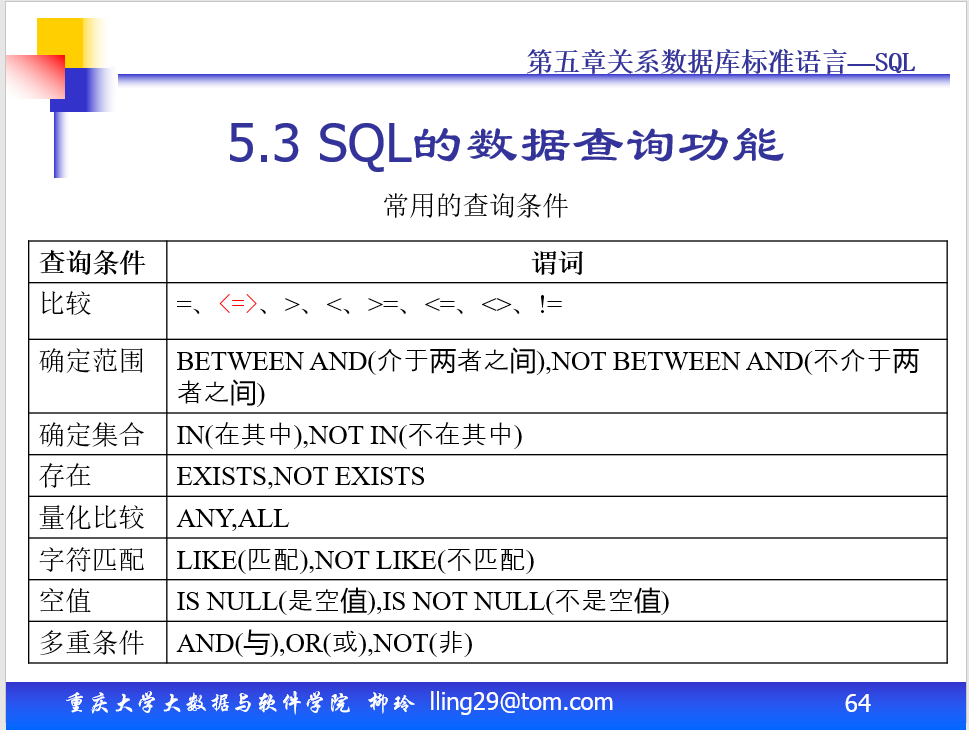 第五章关系数据库标准语言—SQL
5.3 SQL的数据查询功能
常用的查询条件
查询条件 谓词
比较 =、<=>、>、<、>=、<=、<>、!=
确定范围 BETWEEN AND(介于两者之间),NOT BETWEEN AND(不介于两
者之间)
确定集合 IN(在其中),NOT IN(不在其中)
存在 EXISTS,NOT EXISTS
量化比较 ANY,ALL
字符匹配 LIKE(匹配),NOT LIKE(不匹配)
空值 IS NULL(是空值),IS NOT NULL(不是空值)
多重条件 AND(与),OR(或),NOT(非)
重庆大学大数据与软件学院 柳玲 lling29@tom.com 64